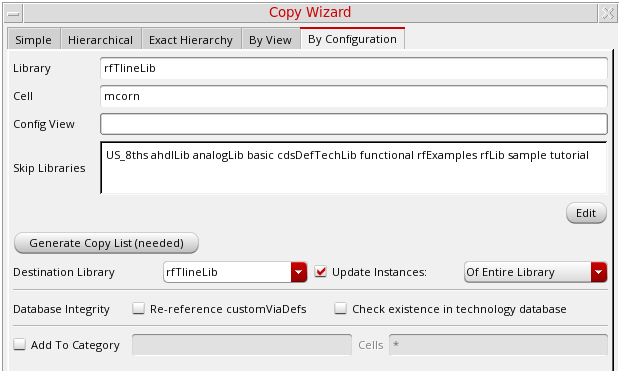 Copy Wizard
Simple Hierarchical Exact Hierarchy By View By Configuration
Library rfTlineLib
Cell mcorn
Config View
Skip Libraries US_8ths ahdlLib analogLib basic cdsDefTechLib functional rfExamples rfLib sample tutorial
Edit
Generate Copy List (needed)
Destination Library rfTlineLib Update Instances: Of Entire Library
Database Integrity Re-reference customViaDefs Check existence in technology database
Add To Category Cells *